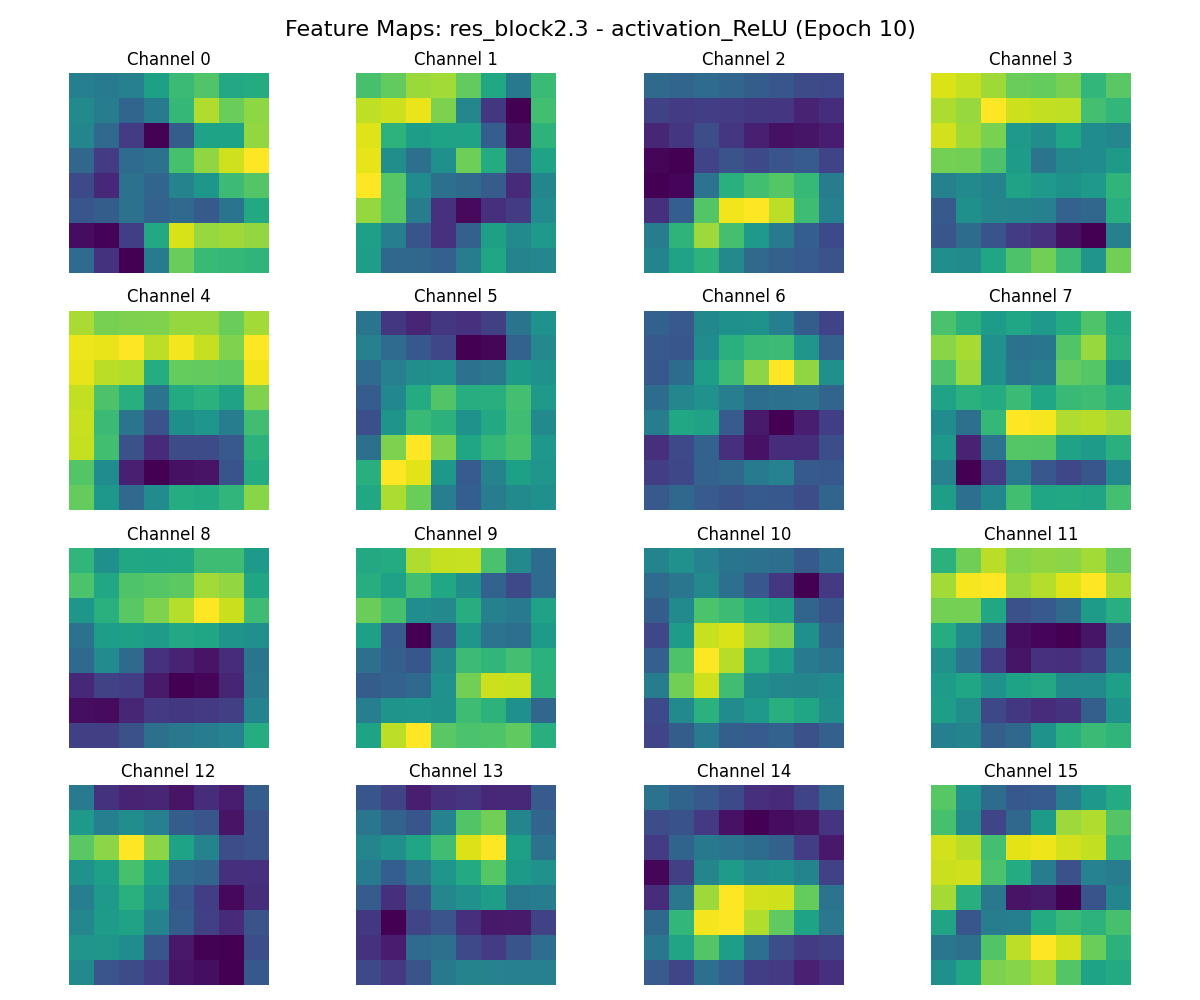 Feature Maps: res_block2.3 - activation_ReLU (Epoch 10)
Channel 0
Channel 1
Channel 2
Channel 3
Channel 4
Channel 5
Channel 6
Channel 7
Channel 8
Channel 9
Channel 10
Channel 11
Channel 12
Channel 13
Channel 14
Channel 15